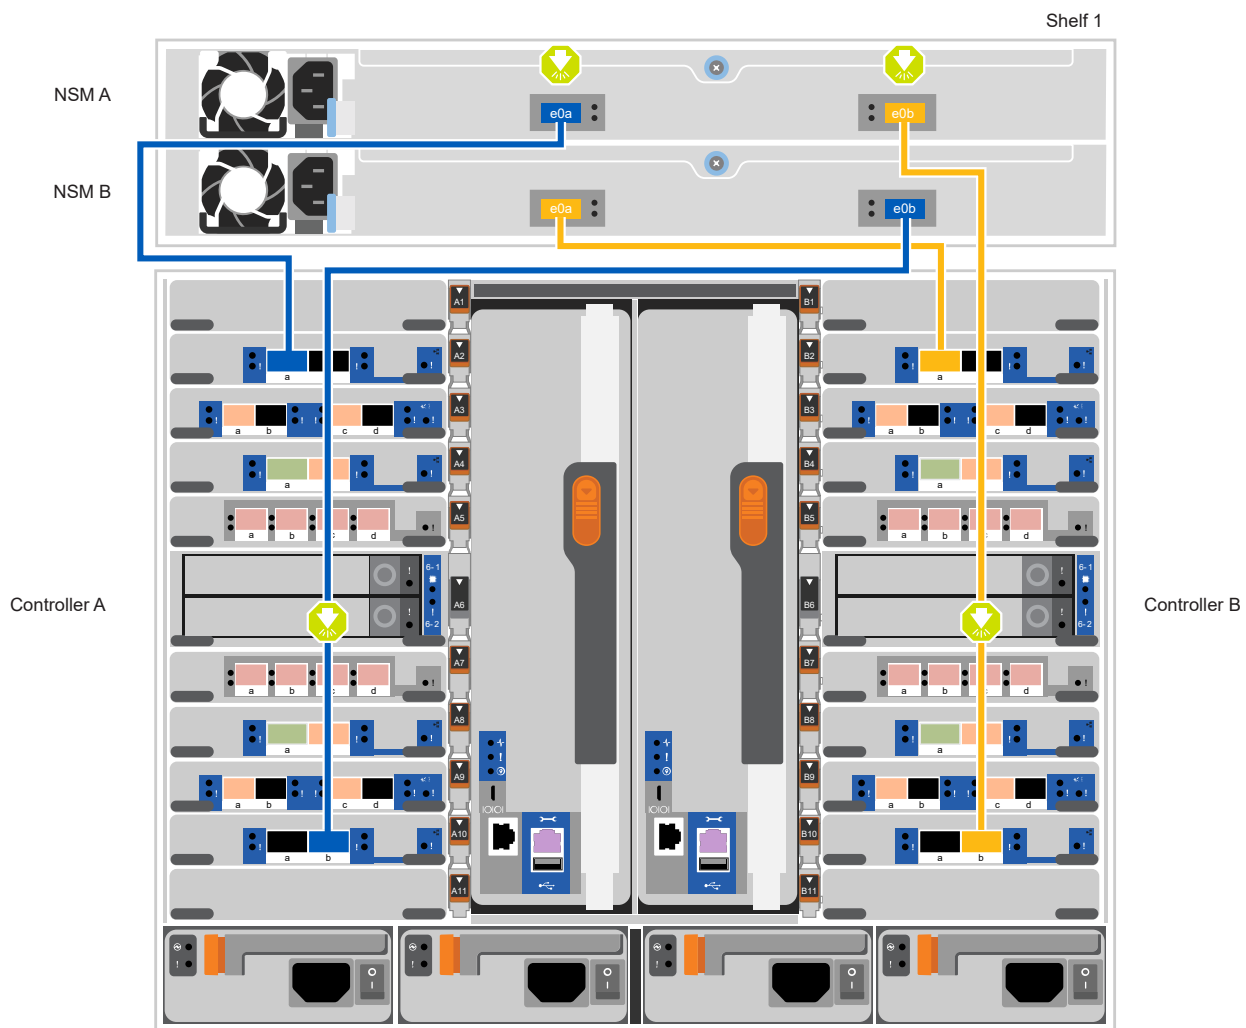 Shelf 1
NSM A
e0a
e0b
NSM B
e0a
e0b
A1
B1
A2
B2
! a !
!
! a !
!
A3
B3
! a b ! ! c d ! !
! a b ! ! c d ! !
A4
B4
! a !
!
! a !
!
A5
B5
a b c d !
a b c d !
Controller A
! 6-1
! ! 6-2
A6
B6
! 6-1
! ! 6-2
Controller B
A7
B7
a b c d !
a b c d !
A8
B8
! a !
!
! a !
!
A9
B9
! a b ! ! c d ! !
! a b ! ! c d ! !
!
!
IOIOI
IOIOI
A10
B10
! a b !
!
! a b !
!
A11
B11
! O I
! O I
! O I
! O I